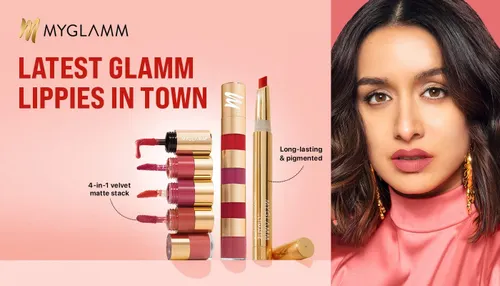 MYGLAMM
LATEST GLAMM
LIPPIES IN TOWN
Long-lasting
& pigmented
4-in-1 velvet
matte stack